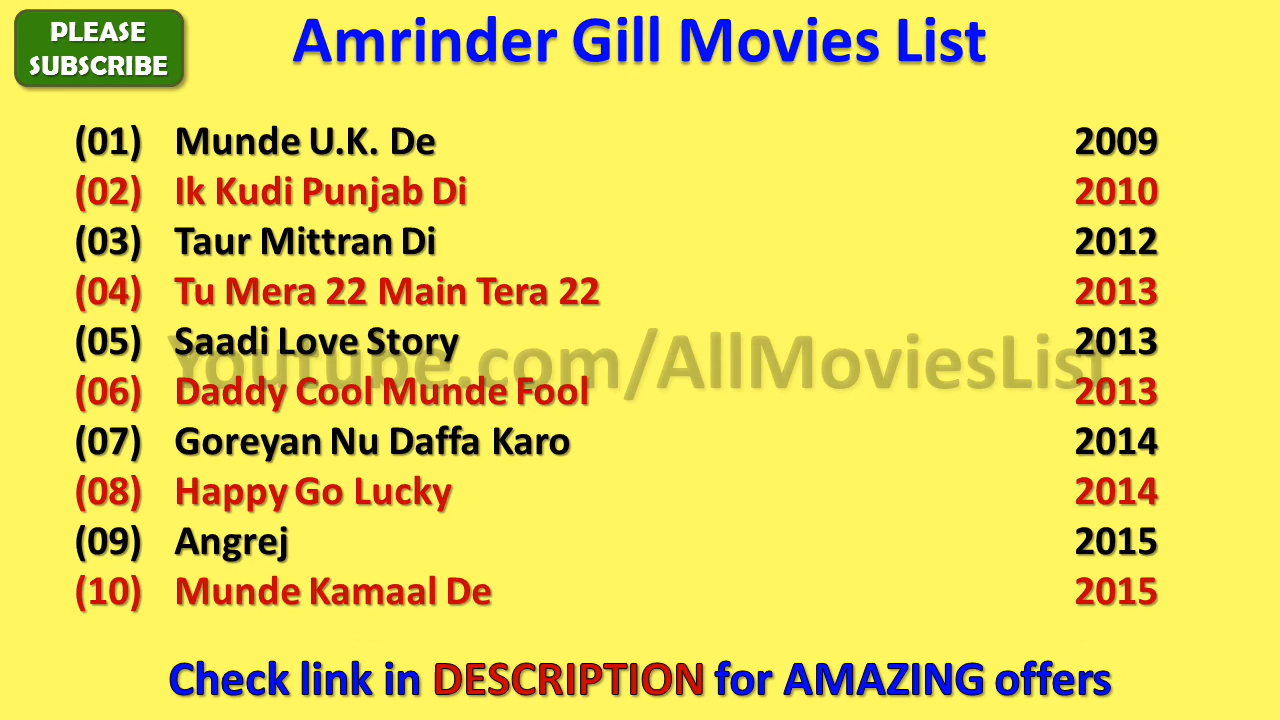 PLEASE
SUBSCRIBE
Amrinder Gill Movies List
(01) Munde U.K. De 2009
(02) Ik Kudi Punjab Di 2010
(03) Taur Mittran Di 2012
(04) Tu Mera 22 Main Tera 22 2013
(05) Saadi Love Story 2013
Youtube.com/AllMoviesList
(06) Daddy Cool Munde Fool 2013
(07) Goreyan Nu Daffa Karo 2014
(08) Happy Go Lucky 2014
(09) Angrej 2015
(10) Munde Kamaal De 2015
Check link in DESCRIPTION for AMAZING offers